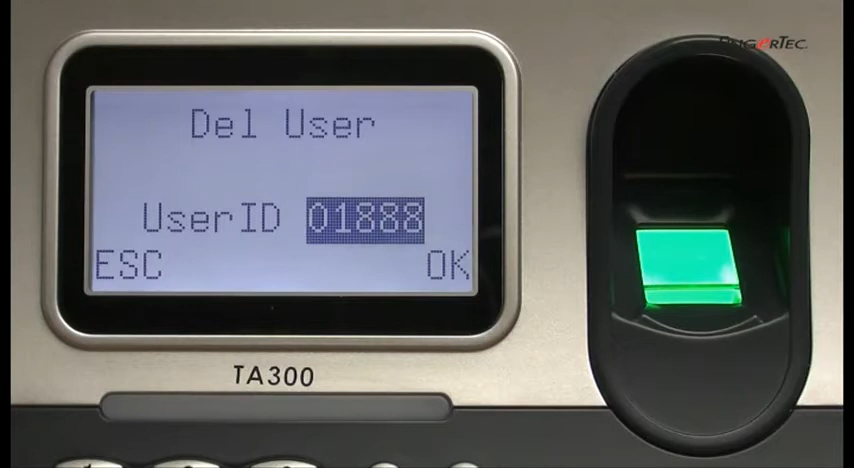 FingerTec
Del User
UserID 01888
ESC OK
TA300